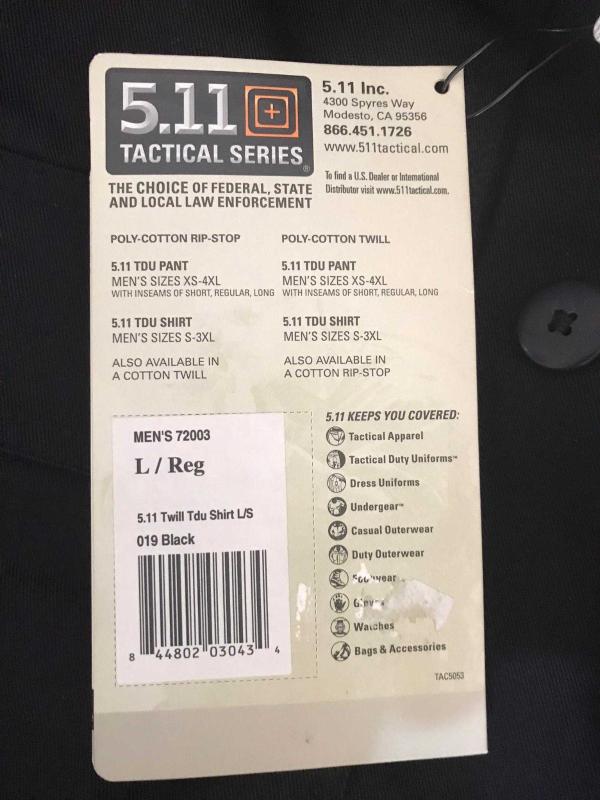 5.11
TACTICAL SERIES®
THE CHOICE OF FEDERAL, STATE
AND LOCAL LAW ENFORCEMENT
5.11 Inc.
4300 Spyres Way
Modesto, CA 95356
866.451.1726
www.511tactical.com
To find a U.S. Dealer or International
Distributor visit www.511tactical.com.
POLY-COTTON RIP-STOP
5.11 TDU PANT
MEN'S SIZES XS-4XL
WITH INSEAMS OF SHORT, REGULAR, LONG
5.11 TDU SHIRT
MEN'S SIZES S-3XL
ALSO AVAILABLE IN
A COTTON TWILL
POLY-COTTON TWILL
5.11 TDU PANT
MEN'S SIZES XS-4XL
WITH INSEAMS OF SHORT, REGULAR, LONG
5.11 TDU SHIRT
MEN'S SIZES S-3XL
ALSO AVAILABLE IN
A COTTON RIP-STOP
MEN'S 72003
L / Reg
5.11 Twill Tdu Shirt L/S
019 Black
8 44802 03043 4
5.11 KEEPS YOU COVERED:
Tactical Apparel
Tactical Duty Uniforms™
Dress Uniforms
Undergear™
Casual Outerwear
Duty Outerwear
Footwear
Gloves
Watches
Bags & Accessories
TAC5053